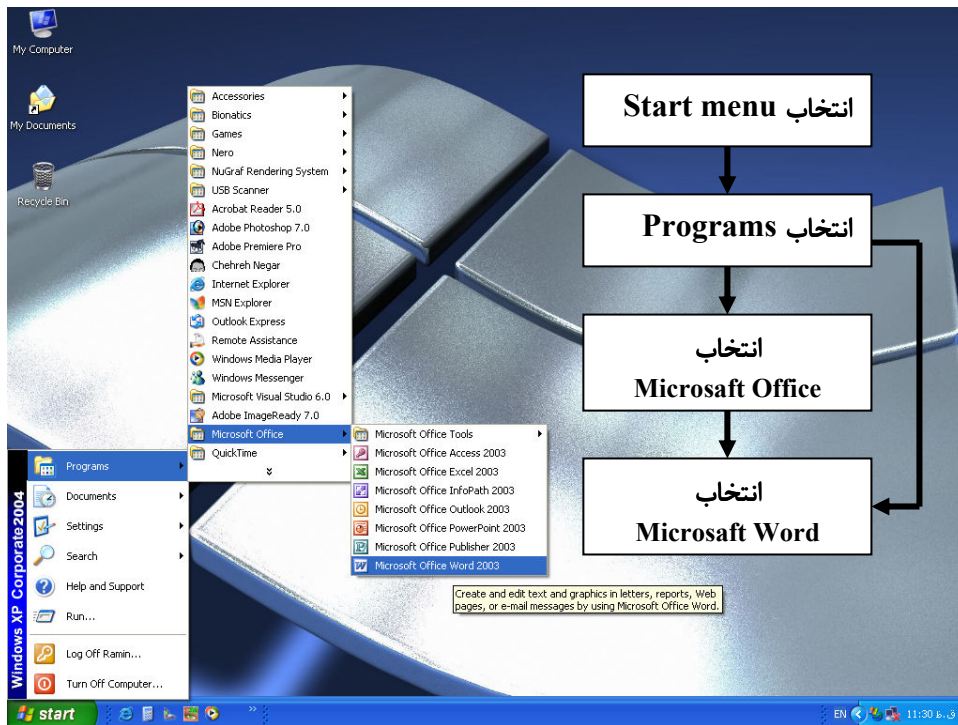 My Computer
My Documents
Recycle Bin
Accessories
Bionatics
Games
Nero
NuGraf Rendering System
USB Scanner
Acrobat Reader 5.0
Adobe Photoshop 7.0
Adobe Premiere Pro
Chehreh Negar
Internet Explorer
MSN Explorer
Outlook Express
Remote Assistance
Windows Media Player
Windows Messenger
Microsoft Visual Studio 6.0
Adobe ImageReady 7.0
Microsoft Office
QuickTime
Microsoft Office Tools
Microsoft Office Access 2003
Microsoft Office Excel 2003
Microsoft Office InfoPath 2003
Microsoft Office Outlook 2003
Microsoft Office PowerPoint 2003
Microsoft Office Publisher 2003
Microsoft Office Word 2003
Create and edit text and graphics in letters, reports, Web
pages, or e-mail messages by using Microsoft Office Word.
Windows XP Corporate 2004
Programs
Documents
Settings
Search
Help and Support
Run...
Log Off Ramin...
Turn Off Computer...
انتخاب Start menu
انتخاب Programs
انتخاب
Microsaft Office
انتخاب
Microsaft Word
start
EN
11:30 ق.ظ